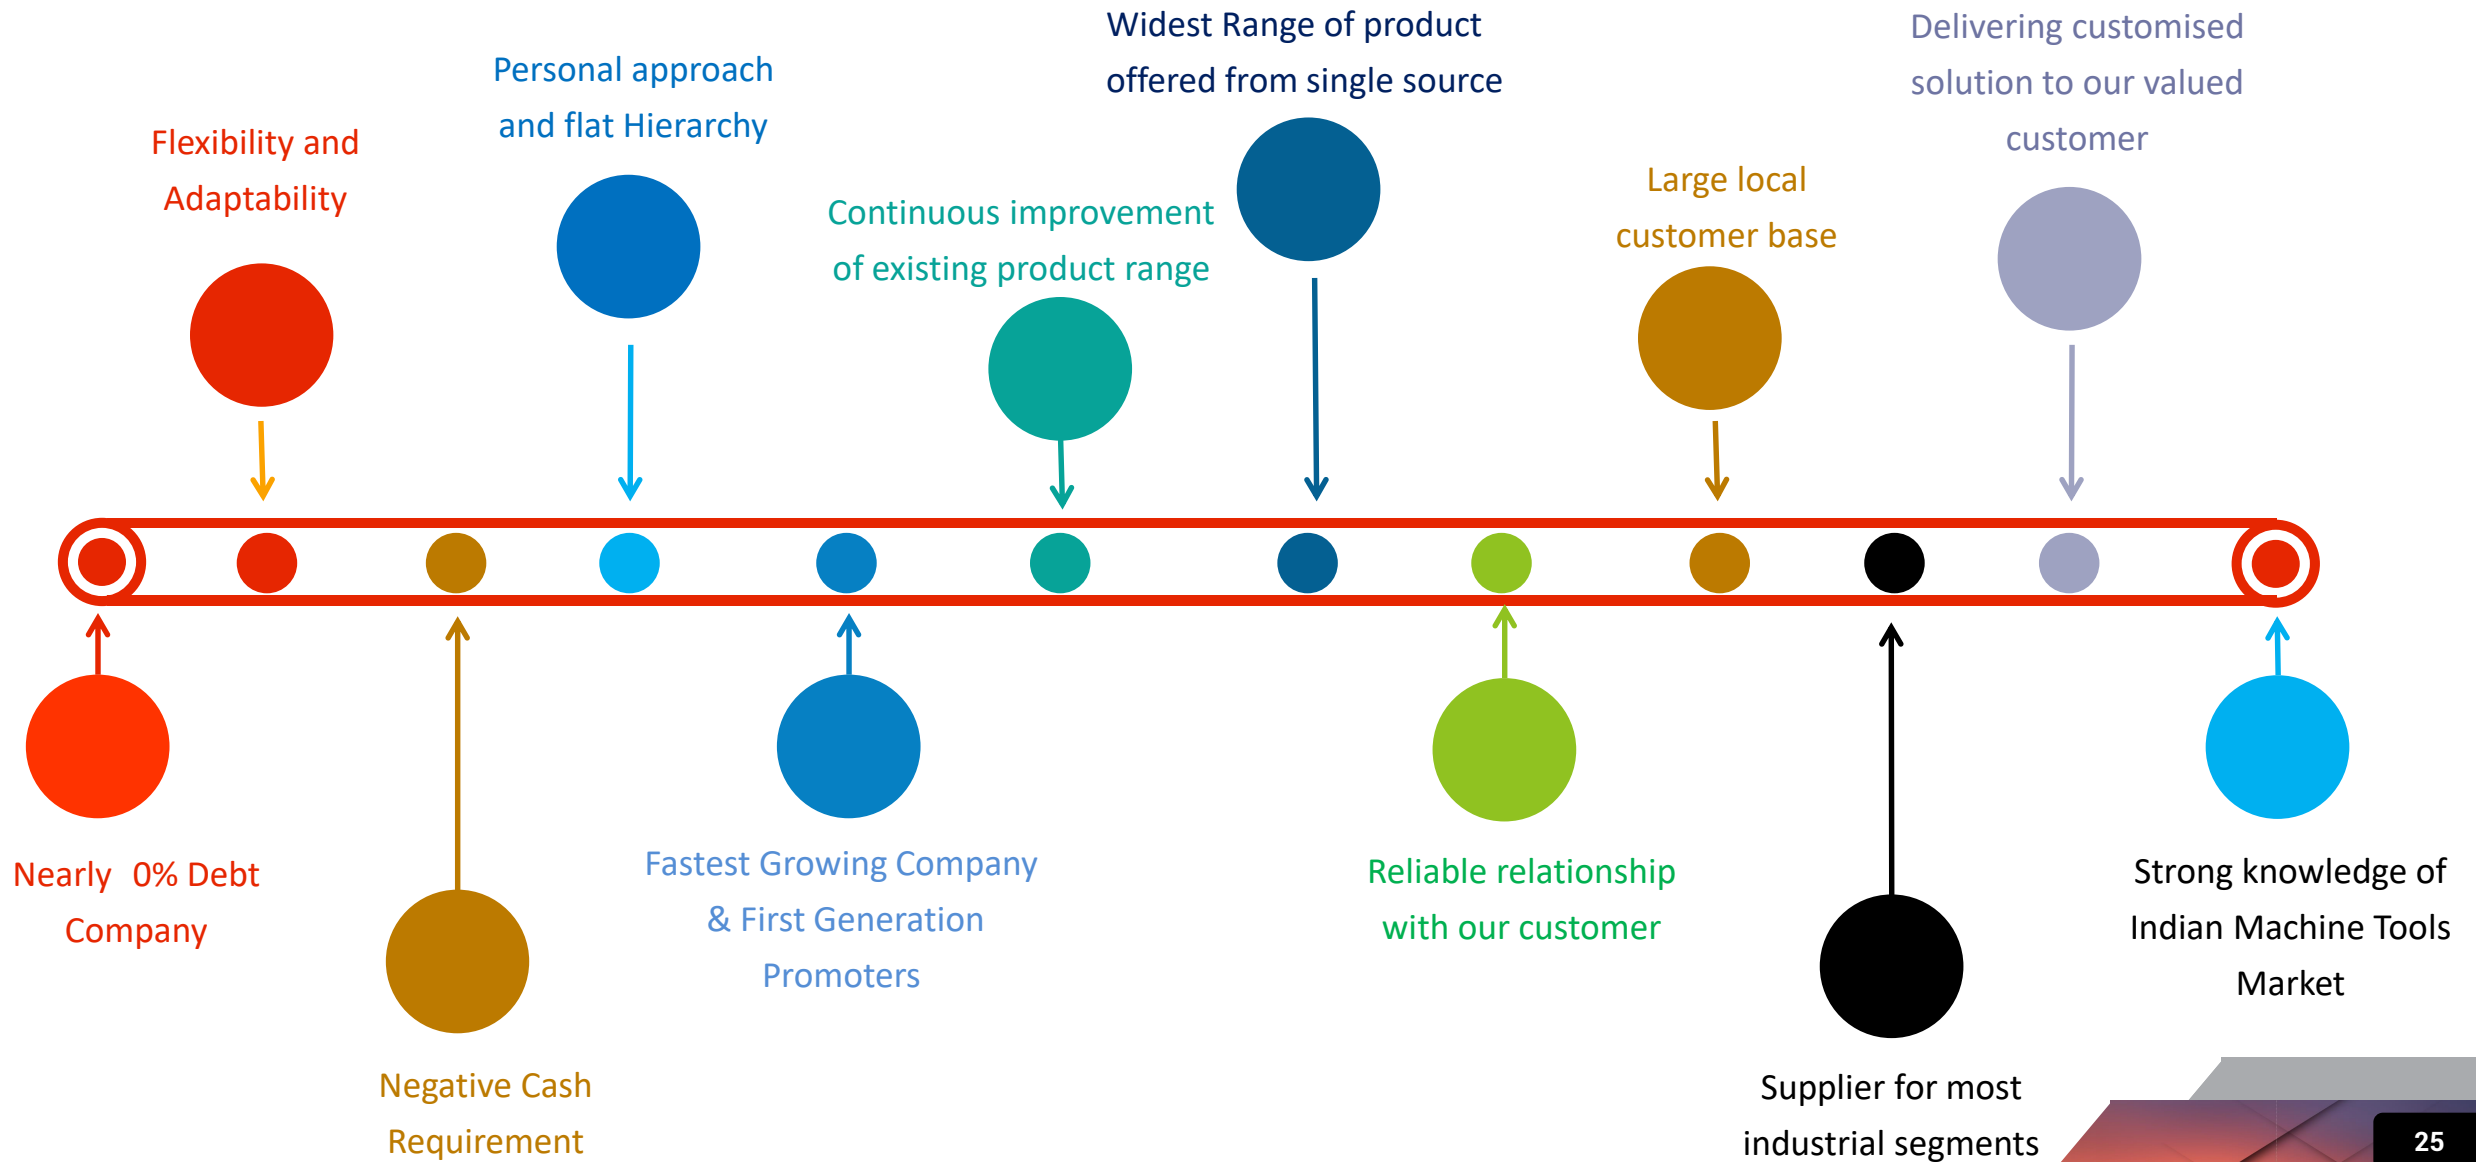 Widest Range of product
offered from single source
Delivering customised
solution to our valued
customer
Personal approach
and flat Hierarchy
Flexibility and
Adaptability
Large local
customer base
Continuous improvement
of existing product range
Nearly 0% Debt
Company
Fastest Growing Company
& First Generation
Promoters
Reliable relationship
with our customer
Strong knowledge of
Indian Machine Tools
Market
Negative Cash
Requirement
Supplier for most
industrial segments
25